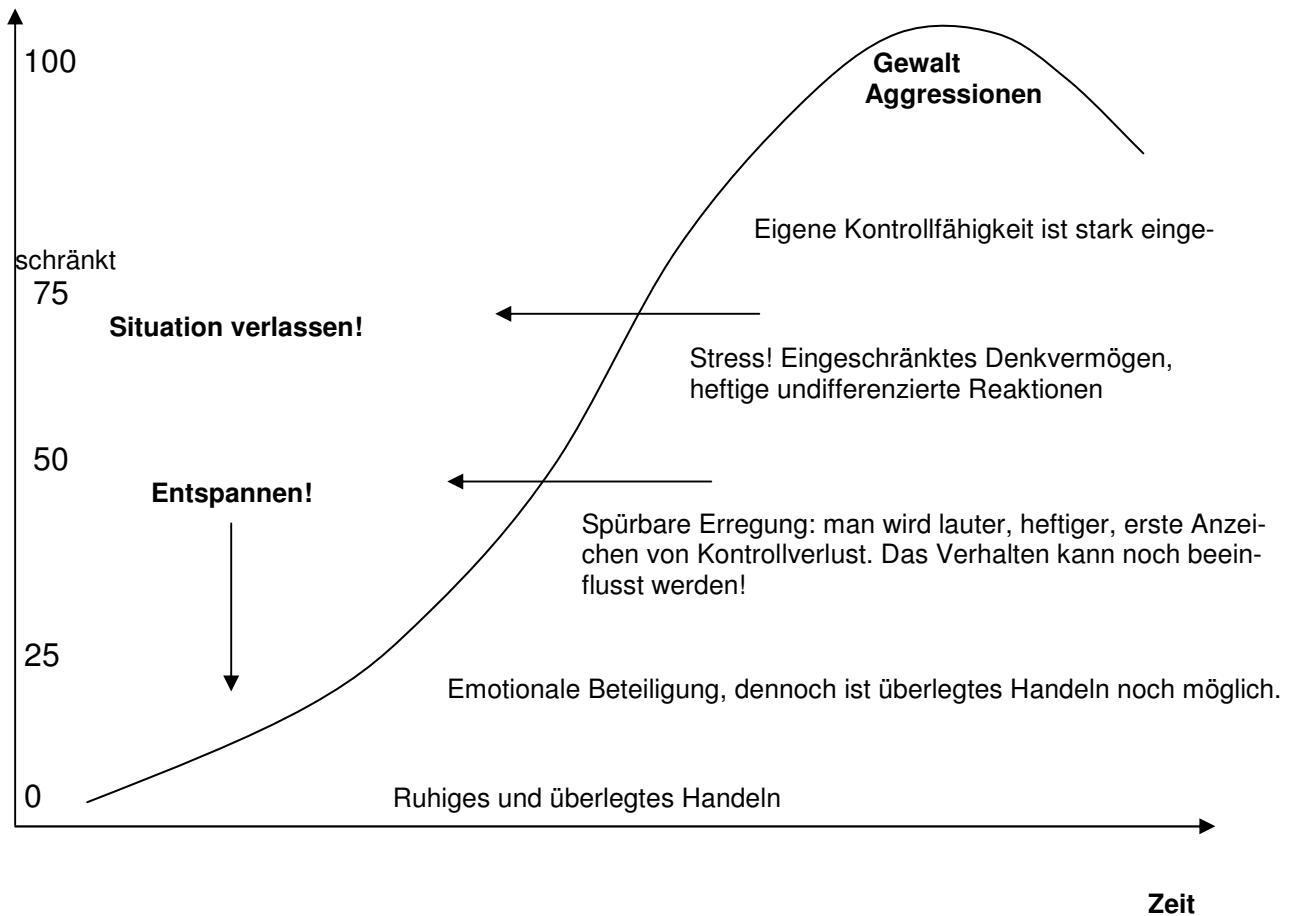 100
Gewalt
Aggressionen
Eigene Kontrollfähigkeit ist stark einge-
schränkt
75
Situation verlassen!
Stress! Eingeschränktes Denkvermögen,
heftige undifferenzierte Reaktionen
50
Entspannen!
Spürbare Erregung: man wird lauter, heftiger, erste Anzei-
chen von Kontrollverlust. Das Verhalten kann noch beein-
flusst werden!
25
Emotionale Beteiligung, dennoch ist überlegtes Handeln noch möglich.
0
Ruhiges und überlegtes Handeln
Zeit